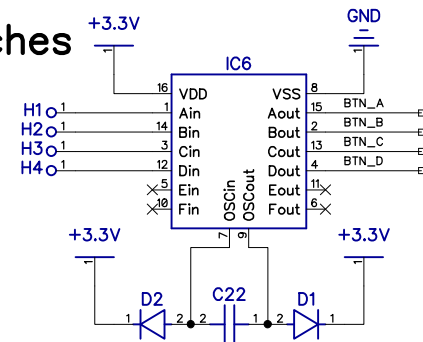 ches
+3.3V
1
GND
1
IC6
16 VDD VSS 8
H1 1 1 Ain Aout 15 BTN_A
H2 1 14 Bin Bout 2 BTN_B
H3 1 3 Cin Cout 13 BTN_C
H4 1 12 Din Dout 4 BTN_D
5 Ein Eout 11
10 Fin Fout 6
OSCin OSCout
7 9
+3.3V
1
+3.3V
1
D2 C22 D1
1 2 2 1 2 1